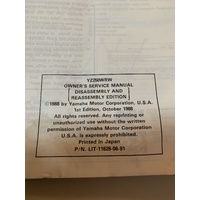 YZ250W/RW
OWNER'S SERVICE MANUAL
DISASSEMBLY AND
REASSEMBLY EDITION
©1988 by Yamaha Motor Corporation, U.S.A.
1st Edition, October 1988
All rights reserved. Any reprinting or
unauthorized use without the written
permission of Yamaha Motor Corporation
U.S.A. is expressly prohibited.
Printed in Japan
P/N. LIT-11626-06-81